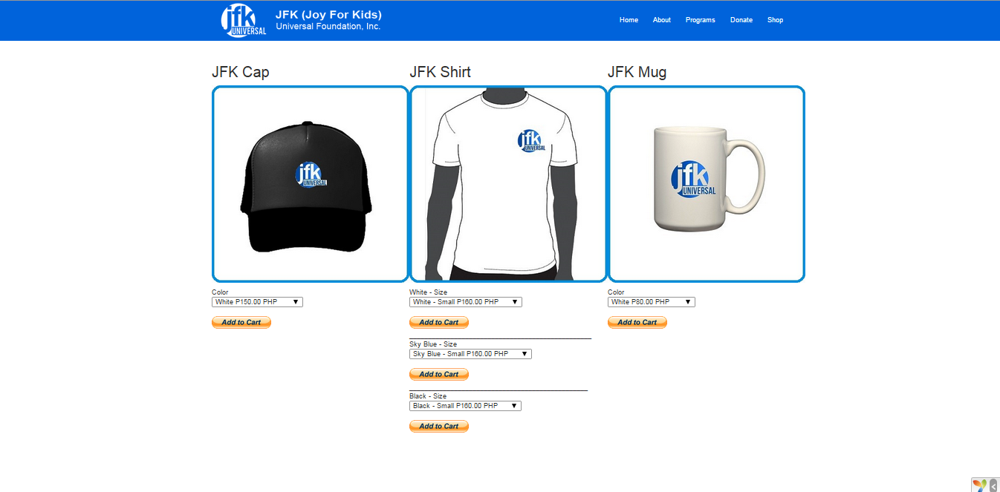 jfk
UNIVERSAL
JFK (Joy For Kids)
Universal Foundation, Inc.
Home About Programs Donate Shop
JFK Cap
JFK Shirt
JFK Mug
jfk
UNIVERSAL
jfk
UNIVERSAL
jfk
UNIVERSAL
Color
White P150.00 PHP
Add to Cart
White - Size
White - Small P160.00 PHP
Add to Cart
Sky Blue - Size
Sky Blue - Small P160.00 PHP
Add to Cart
Black - Size
Black - Small P160.00 PHP
Add to Cart
Color
White P80.00 PHP
Add to Cart